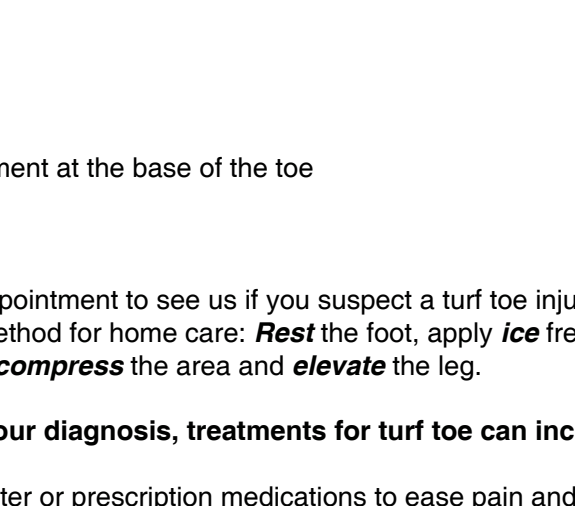 ment at the base of the toe
pointment to see us if you suspect a turf toe inju
ethod for home care: Rest the foot, apply ice fre
compress the area and elevate the leg.
our diagnosis, treatments for turf toe can inc
ter or prescription medications to ease pain and